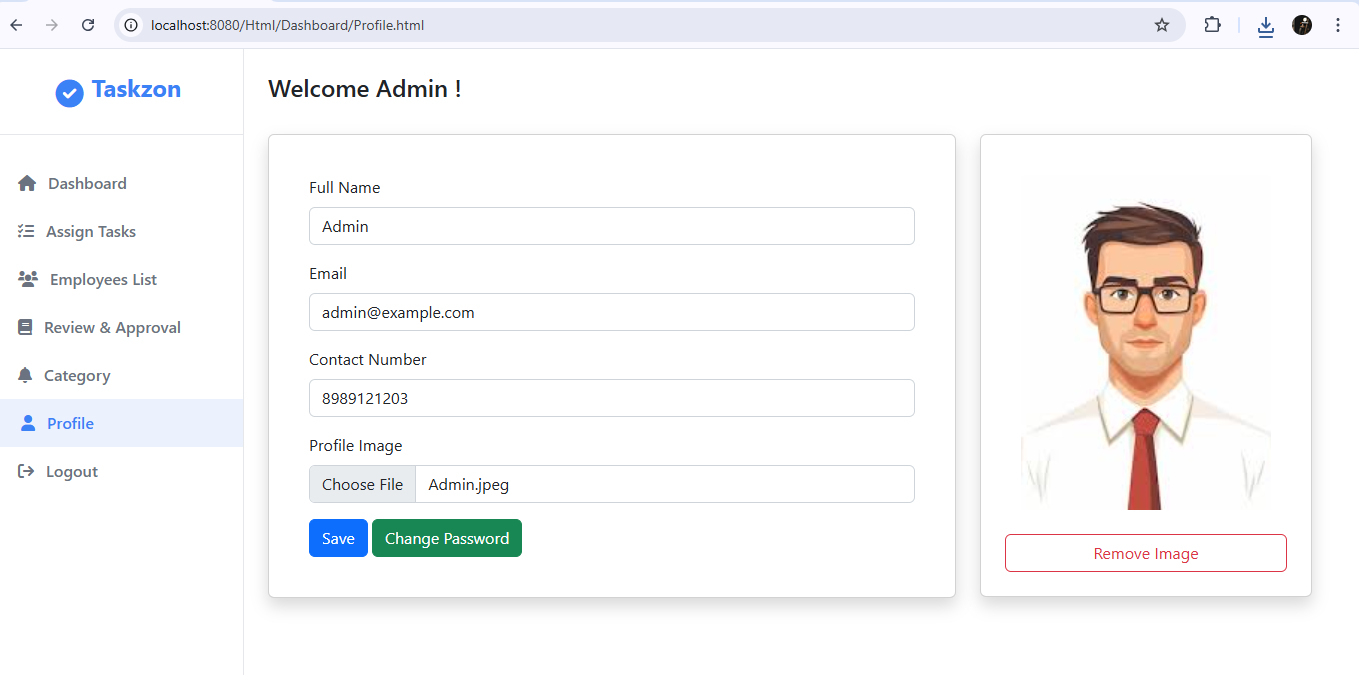 localhost:8080/Html/Dashboard/Profile.html
Taskzon
Dashboard
Assign Tasks
Employees List
Review & Approval
Category
Profile
Logout
Welcome Admin !
Full Name
Admin
Email
admin@example.com
Contact Number
8989121203
Profile Image
Choose File Admin.jpeg
Save Change Password
Remove Image